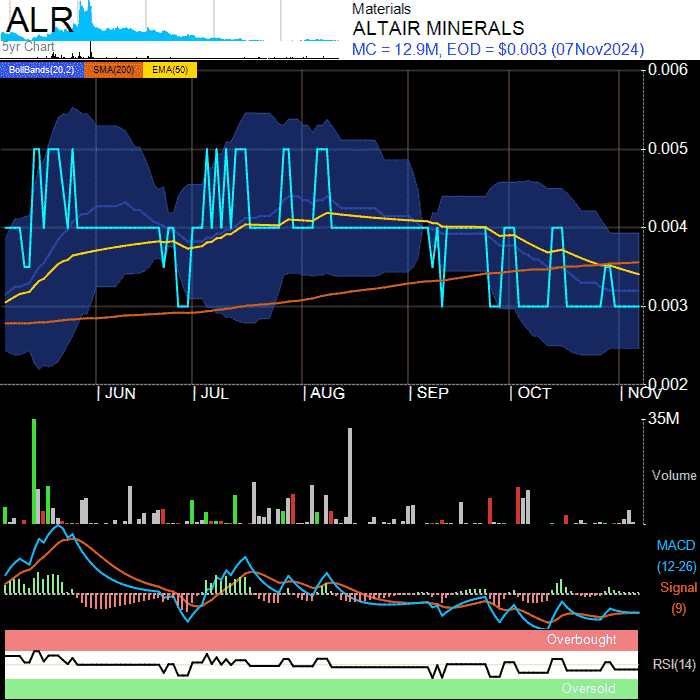 ALR
5yr Chart
Materials
ALTAIR MINERALS
MC = 12.9M, EOD = $0.003 (07Nov2024)
BollBands(20,2) SMA(200) EMA(50)
0.006
0.005
0.004
0.003
0.002
JUN JUL AUG SEP OCT NOV
35M
Volume
MACD
(12-26)
Signal
(9)
Overbought
RSI(14)
Oversold